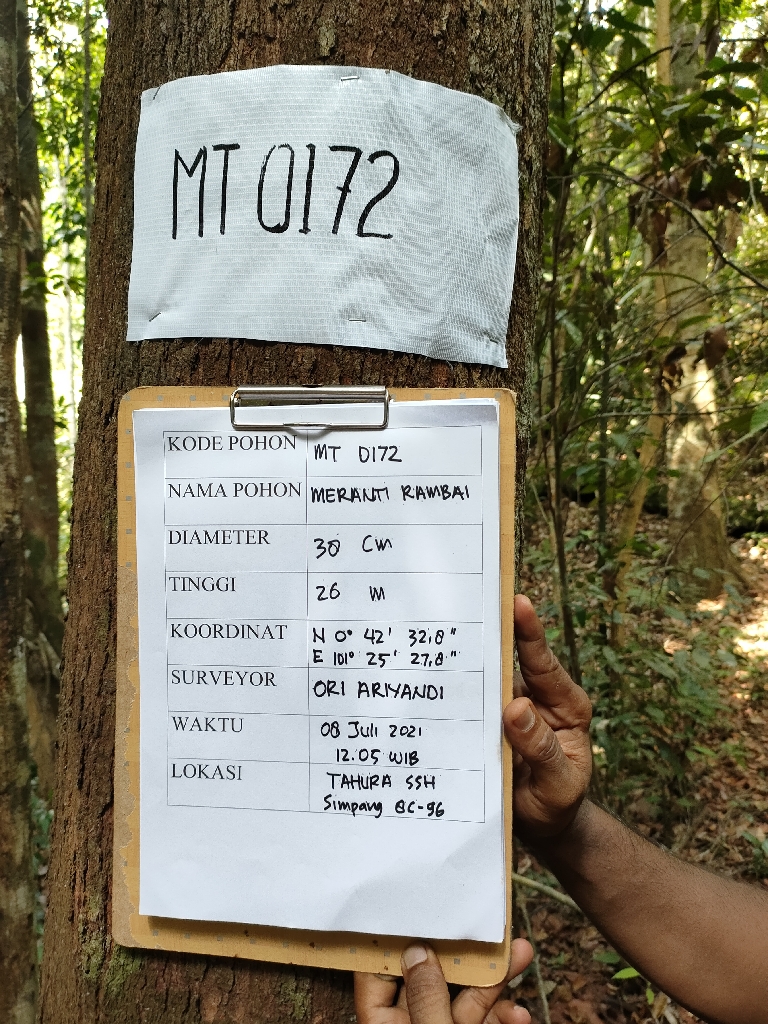 MT 0172
KODE POHON MT 0172
NAMA POHON MERANTI RAMBAI
DIAMETER 30 Cm
TINGGI 26 m
KOORDINAT N 0° 42' 32,8"
E 101° 25' 27,8"
SURVEYOR ORI ARIYANDI
WAKTU 08 Juli 2021
12.05 WIB
LOKASI TAHURA SSH
Simpang BC-96